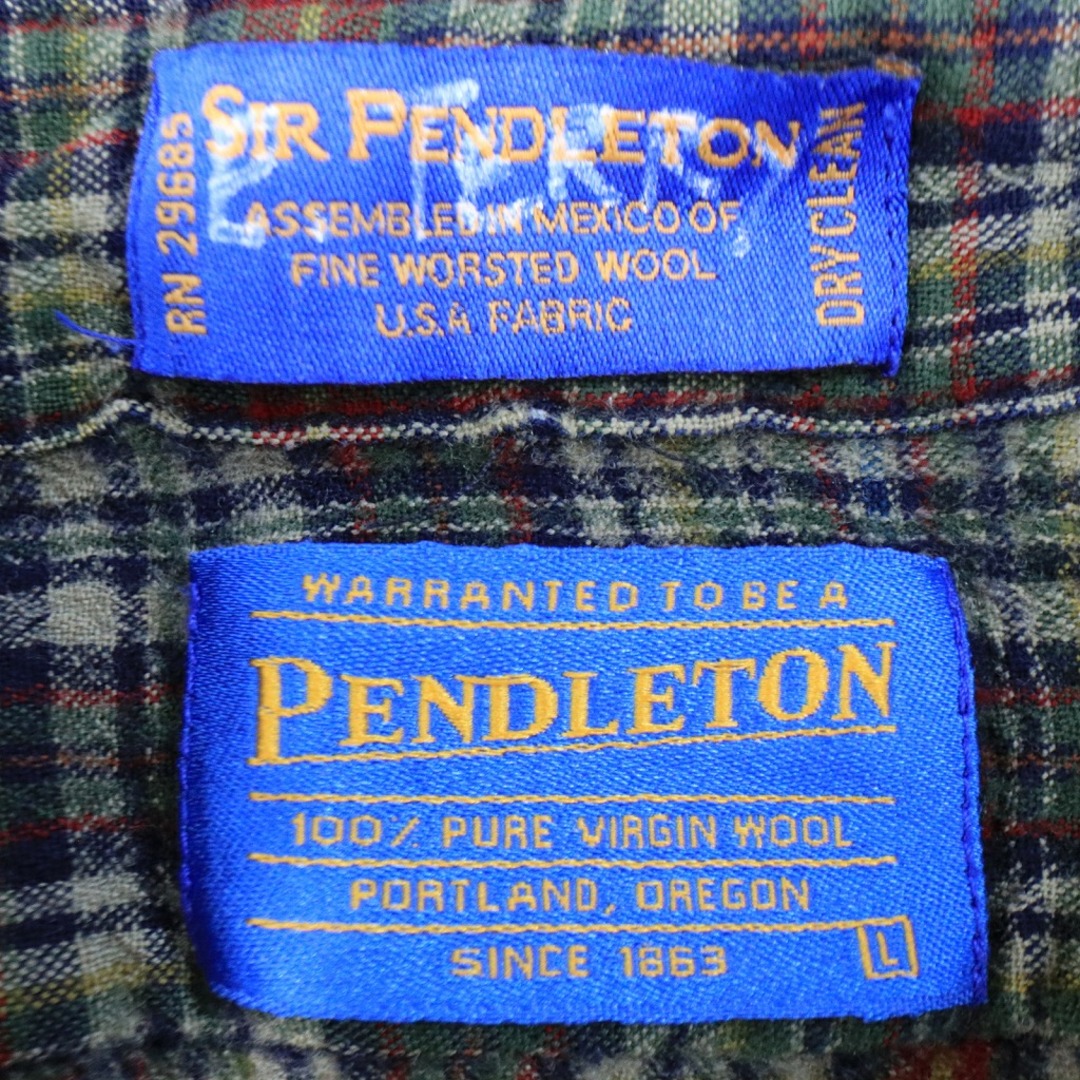 SIR PENDLETON
ASSEMBLED IN MEXICO OF
FINE WORSTED WOOL
U.S.A FABRIC
RN 29685
DRY CLEAN
WARRANTED TO BE A
PENDLETON
100% PURE VIRGIN WOOL
PORTLAND, OREGON
SINCE 1863
L